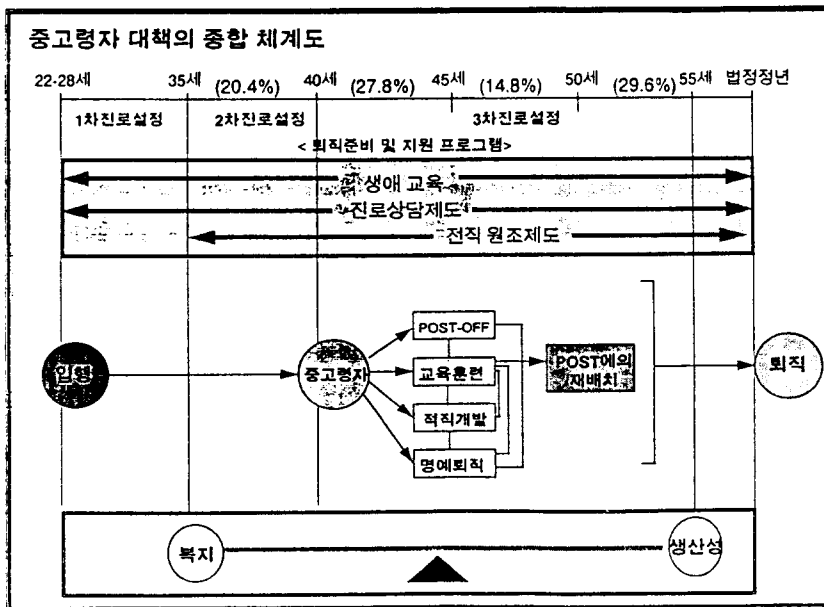 중고령자 대책의 종합 체계도
22-28세 35세 (20.4%) 40세 (27.8%) 45세 (14.8%) 50세 (29.6%) 55세 법정정년
1차진로설정 2차진로설정 3차진로설정
< 퇴직준비 및 지원 프로그램>
생애 교육
진로상담제도
전직 원조제도
POST-OFF
입행 중고령자 교육훈련 POST에의 퇴직
재배치
적직개발
명예퇴직
복지 생산성